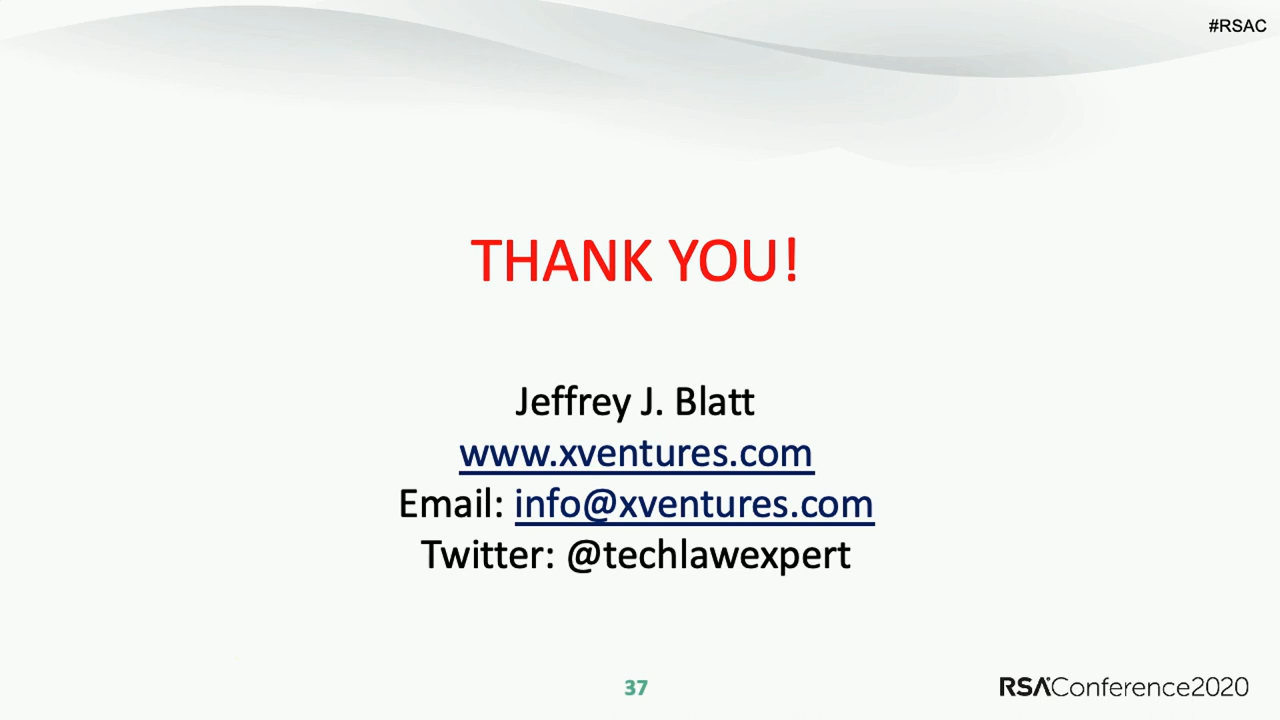 #RSAC
THANK YOU!
Jeffrey J. Blatt
www.xventures.com
Email: info@xventures.com
Twitter: @techlawexpert
37
RSAConference2020